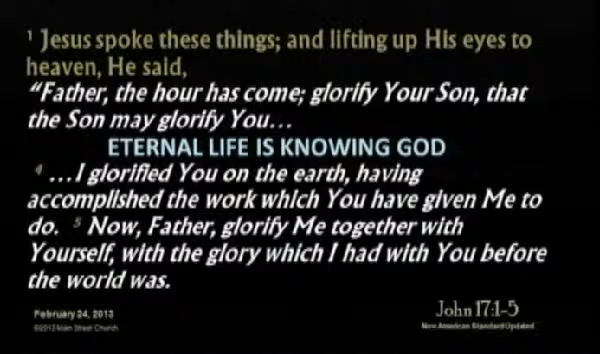 ¹ Jesus spoke these things; and lifting up His eyes to
heaven, He said,
“Father, the hour has come; glorify Your Son, that
the Son may glorify You…
ETERNAL LIFE IS KNOWING GOD
⁴ …I glorified You on the earth, having
accomplished the work which You have given Me to
do. ⁵ Now, Father, glorify Me together with
Yourself, with the glory which I had with You before
the world was.
February 24, 2013
©2013 Main Street Church
John 17:1-5
New American Standard Updated